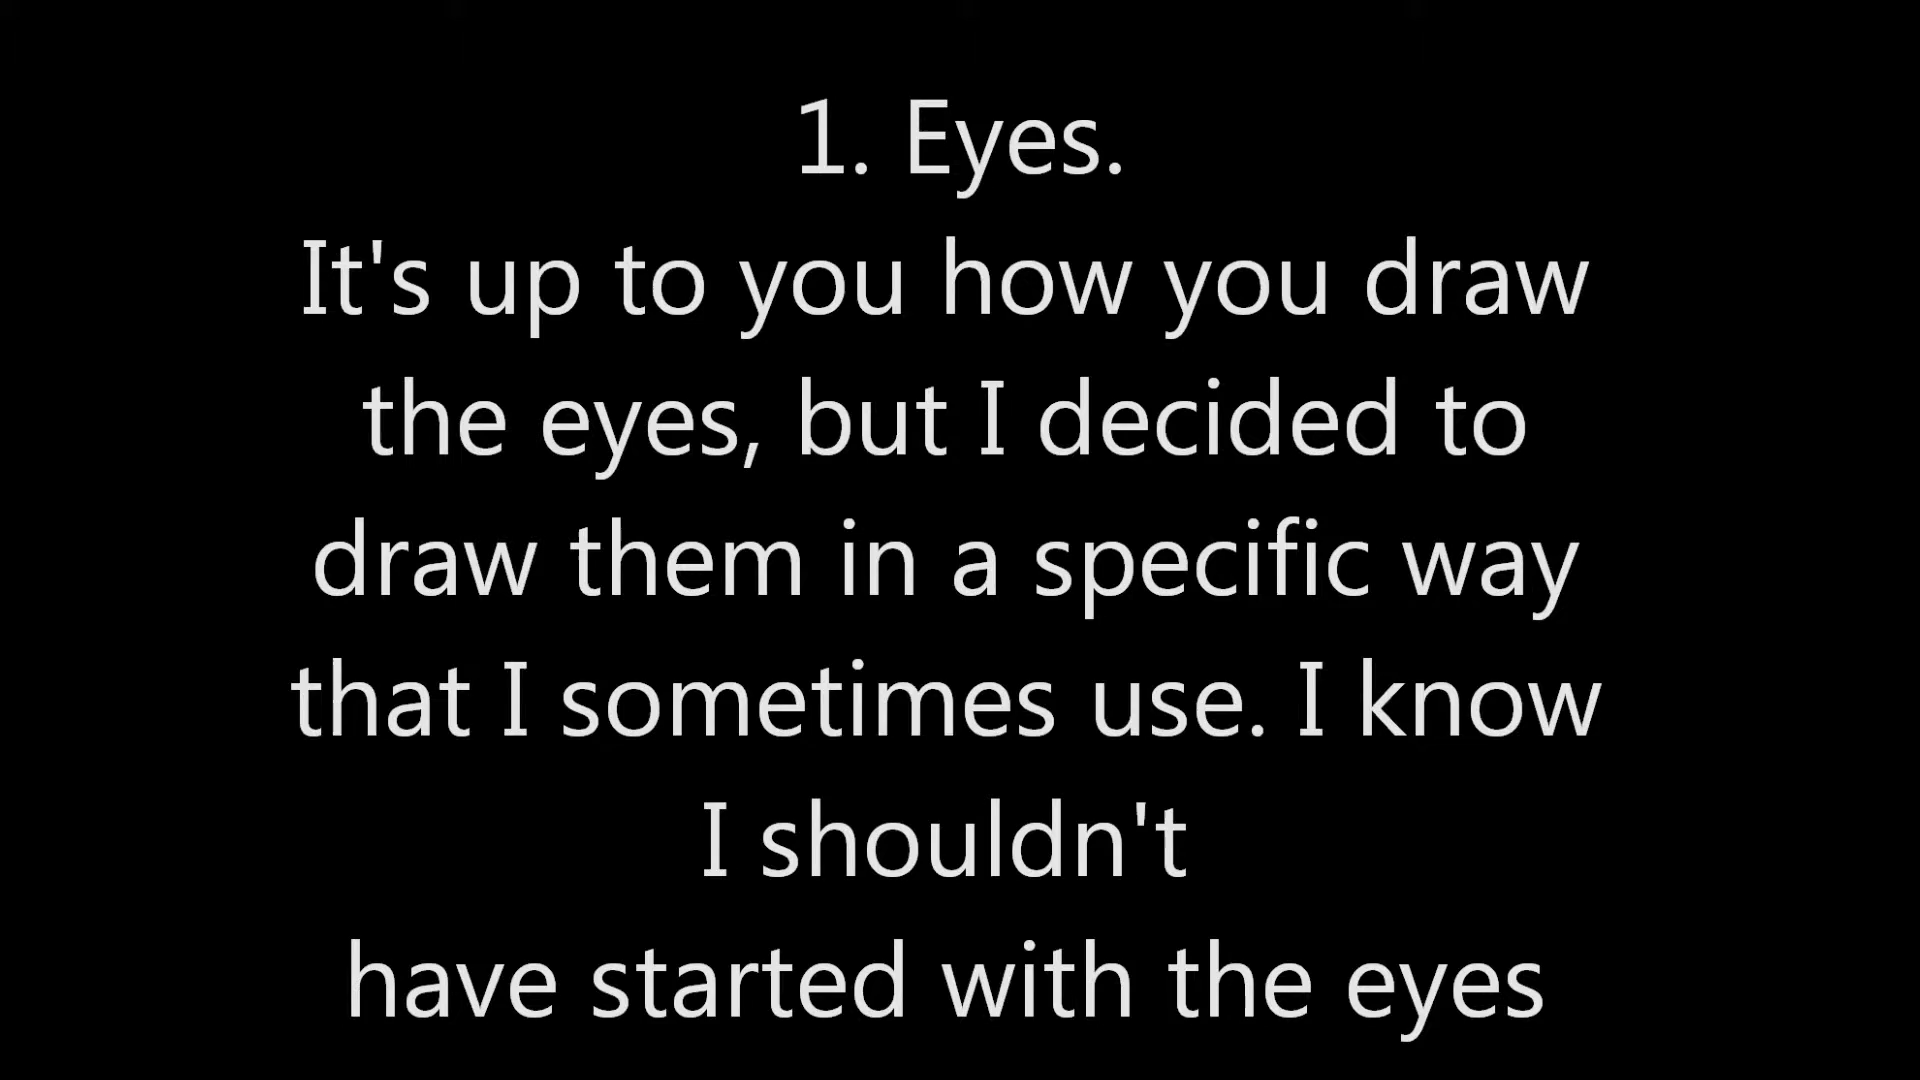 1. Eyes.
It's up to you how you draw
the eyes, but I decided to
draw them in a specific way
that I sometimes use. I know
I shouldn't
have started with the eyes